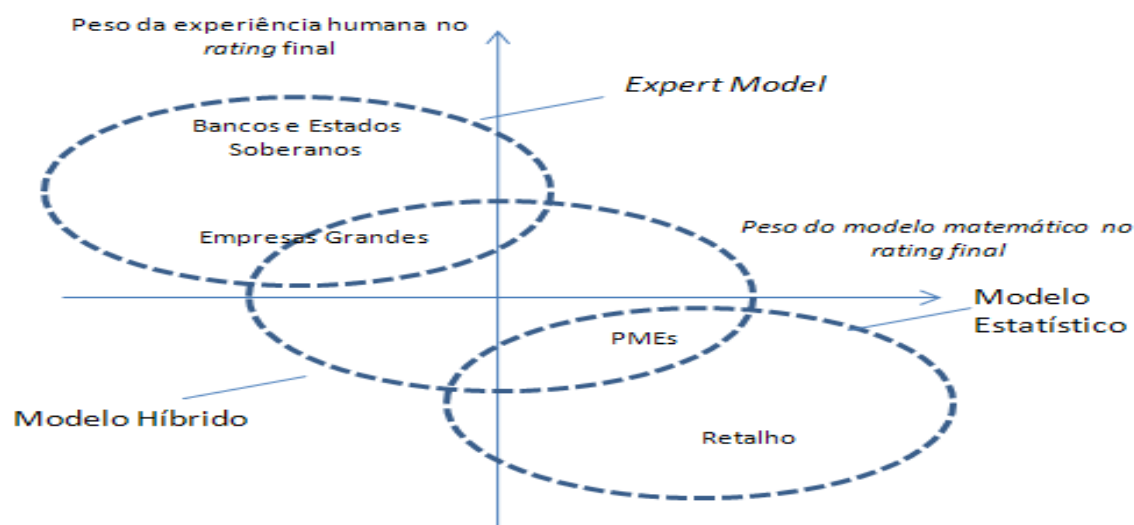 Peso da experiência humana no
rating final
Expert Model
Bancos e Estados
Soberanos
Empresas Grandes
Peso do modelo matemático no
rating final
Modelo
Estatístico
PMEs
Modelo Híbrido
Retalho